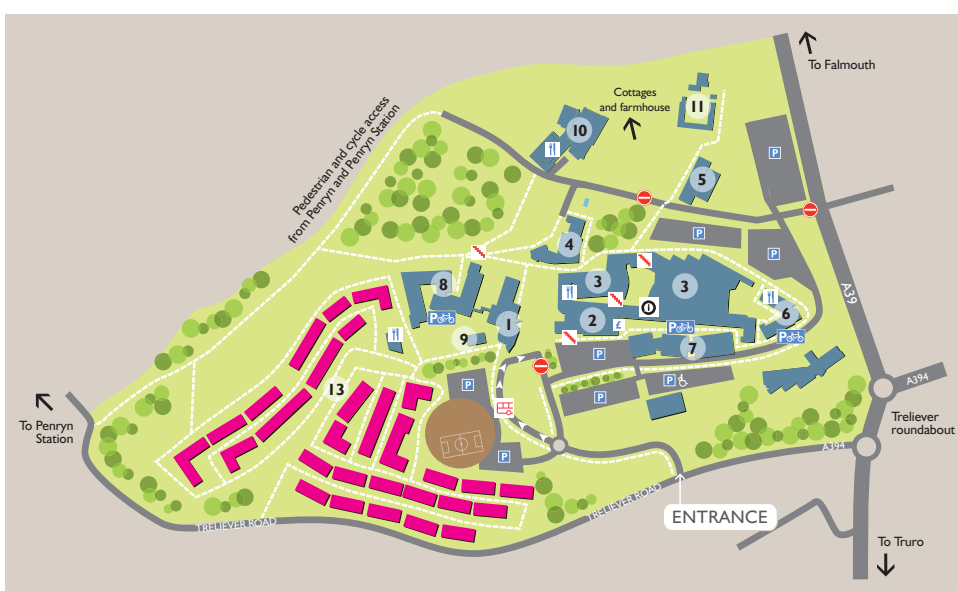 To Falmouth
Cottages
and farmhouse
11
10
Pedestrian and cycle access
from Penryn and Penryn Station
P
5
P
4
P
3
3
8
A39
6
P
2
1
£
P
P
9
7
P
P
P
A394
13
P
To Penryn
Station
Treliever
roundabout
A394
P
TRELIEVER ROAD
TRELIEVER ROAD
ENTRANCE
To Truro